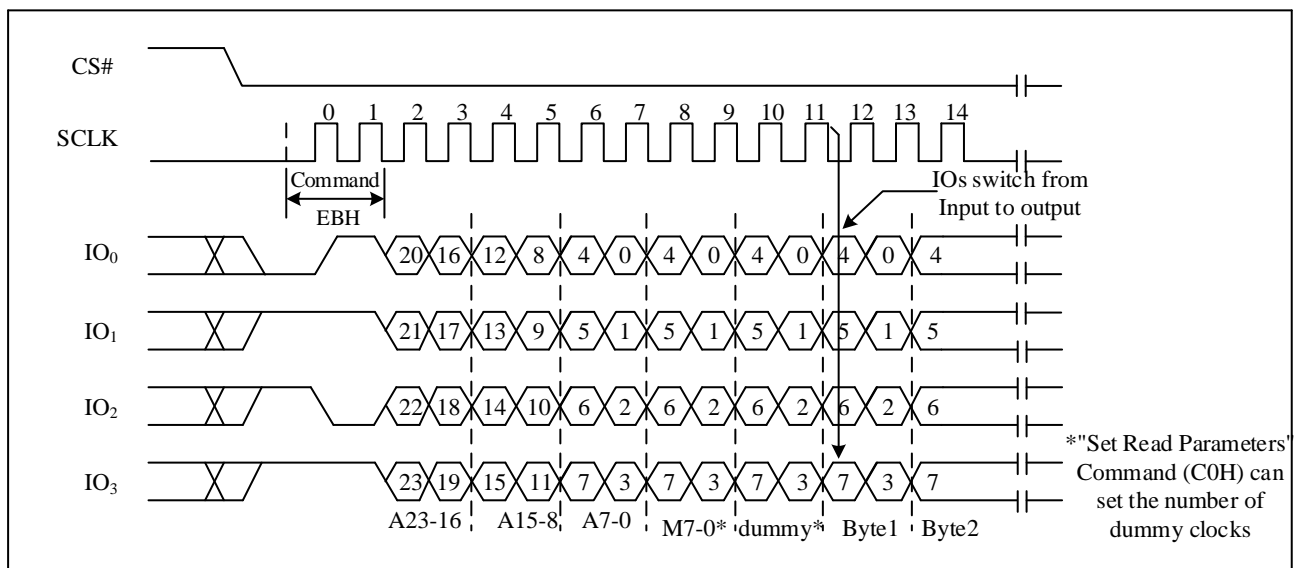 CS#
0 1 2 3 4 5 6 7 8 9 10 11 12 13 14
SCLK
Command
EBH
IOs switch from
Input to output
IO0 20 16 12 8 4 0 4 0 4 0 4 0 4
IO1 21 17 13 9 5 1 5 1 5 1 5 1 5
IO2 22 18 14 10 6 2 6 2 6 2 6 2 6
IO3 23 19 15 11 7 3 7 3 7 3 7 3 7
A23-16 A15-8 A7-0 M7-0* dummy* Byte1 Byte2
*"Set Read Parameters"
Command (C0H) can
set the number of
dummy clocks